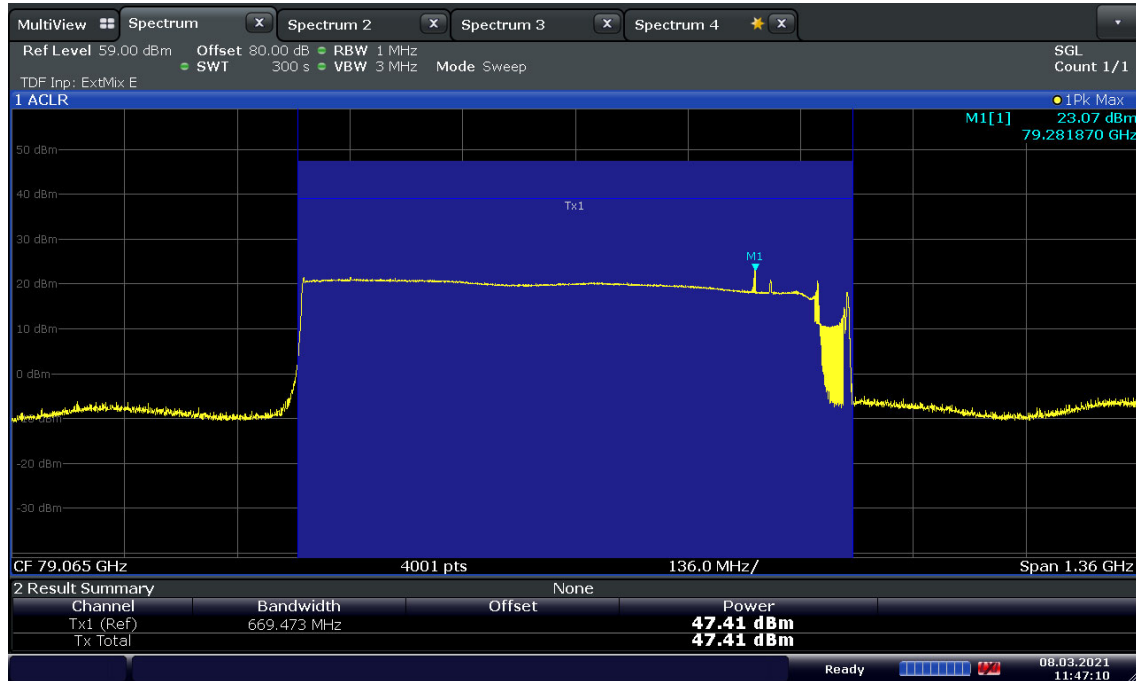 MultiView Spectrum X Spectrum 2 X Spectrum 3 X Spectrum 4 X
Ref Level 59.00 dBm Offset 80.00 dB RBW 1 MHz SGL
SWT 300 s VBW 3 MHz Mode Sweep Count 1/1
TDF Inp: ExtMix E
1 ACLR 1Pk Max
M1[1] 23.07 dBm
79.281870 GHz
50 dBm
40 dBm
Tx1
30 dBm
M1
20 dBm
10 dBm
0 dBm
-10 dBm
-20 dBm
-30 dBm
CF 79.065 GHz 4001 pts 136.0 MHz/ Span 1.36 GHz
2 Result Summary None
Channel Bandwidth Offset Power
Tx1 (Ref) 669.473 MHz 47.41 dBm
Tx Total 47.41 dBm
Ready 08.03.2021
11:47:10